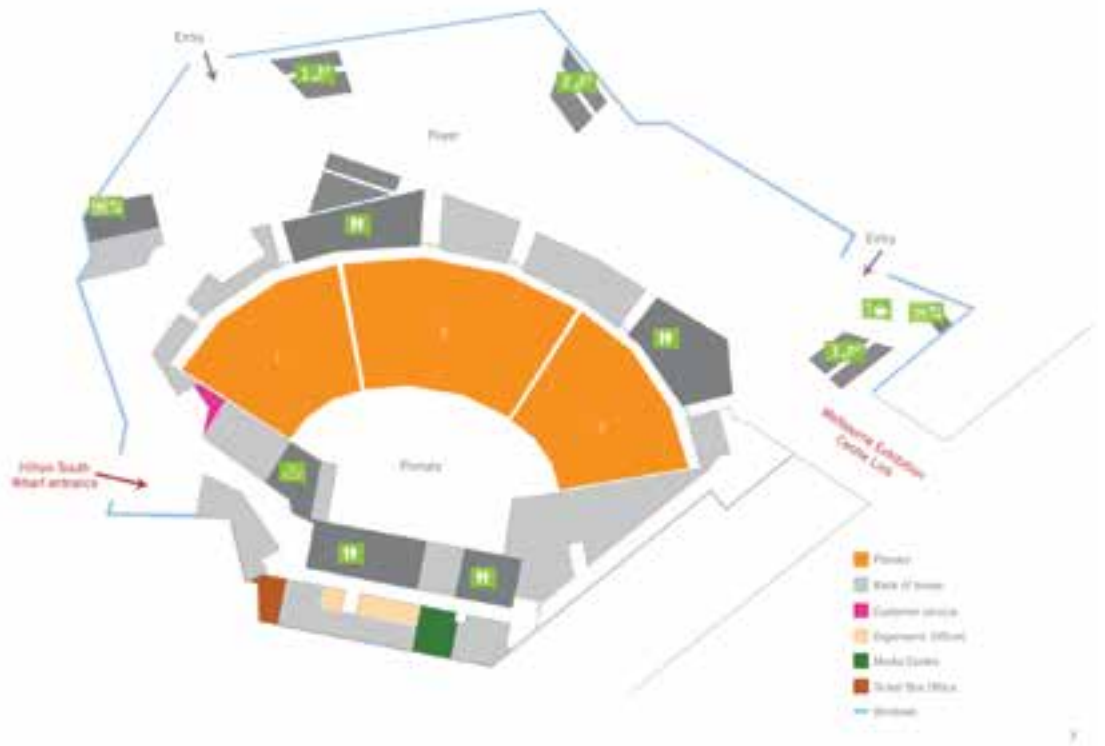 Entry
Foyer
Entry
Plenary
Hilton South
Wharf entrance
Melbourne Exhibition
Centre Link
Plenary
Back of house
Customer service
Organisers' Offices
Media Centre
Ticket Box Office
Windows